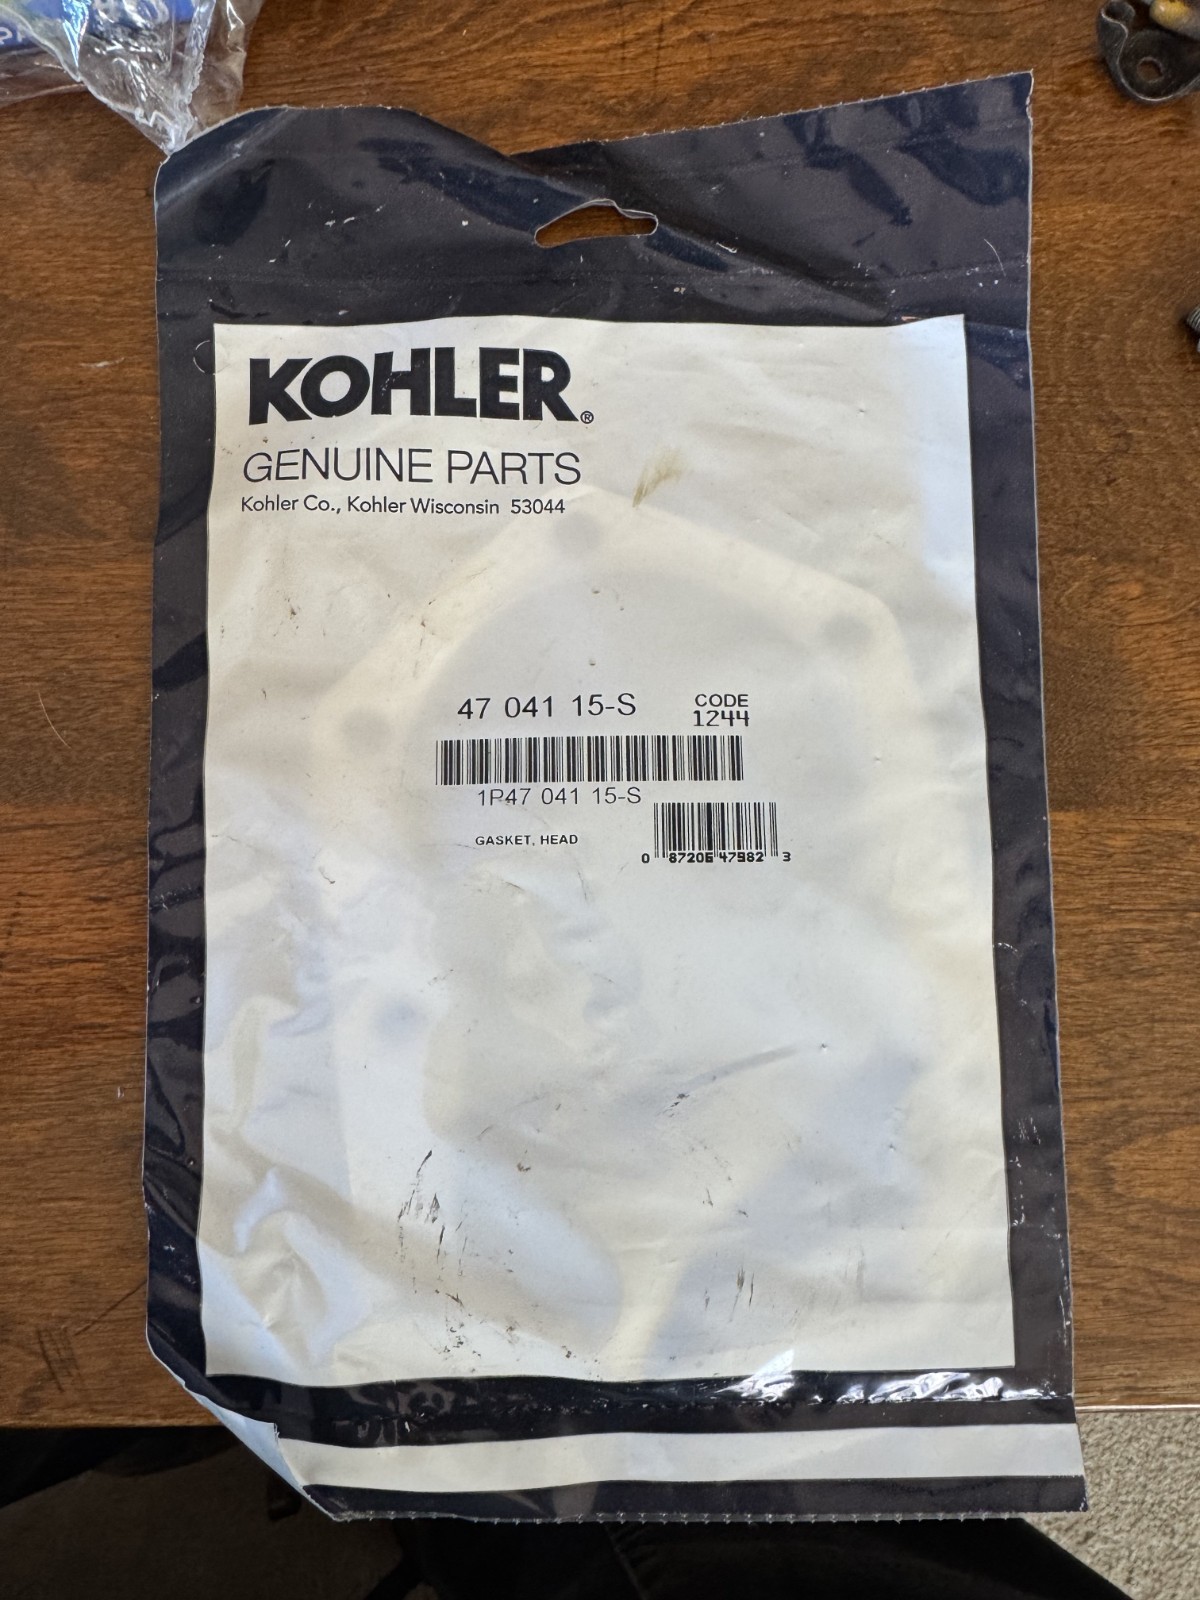 KOHLER®
GENUINE PARTS
Kohler Co., Kohler Wisconsin 53044
47 041 15-S
CODE
1244
1P47 041 15-S
GASKET, HEAD
0 87206 47982 3